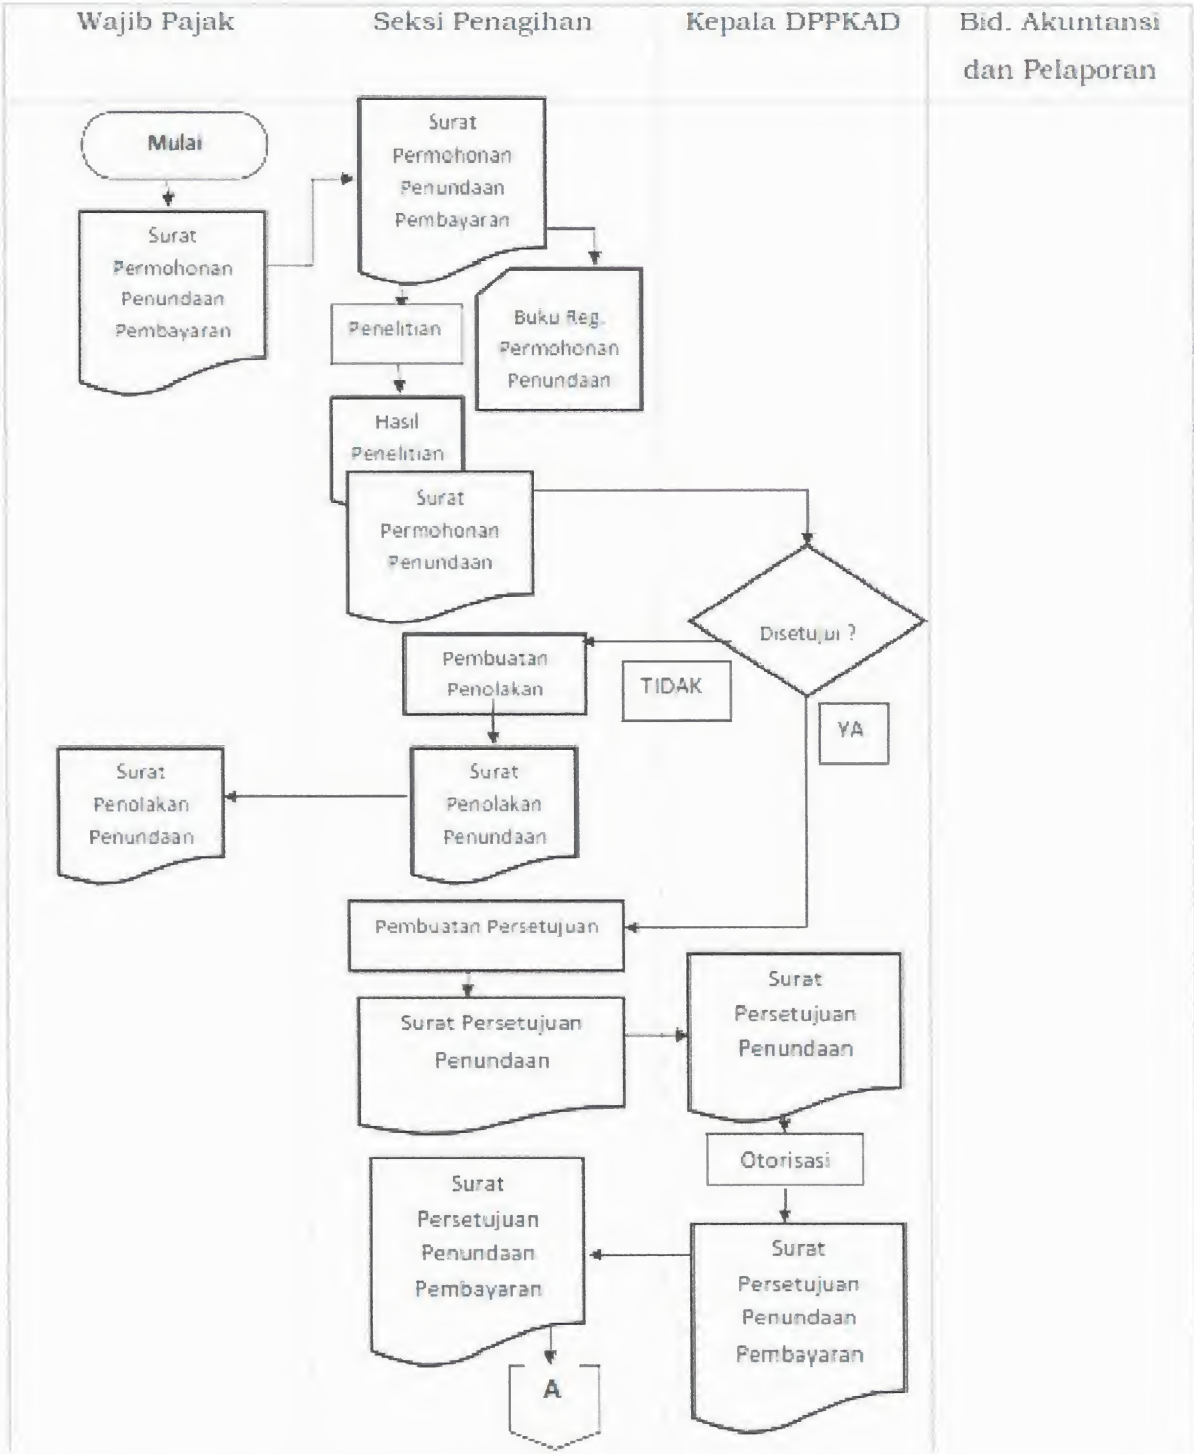 Wajib Pajak
Seksi Penagihan
Kepala DPPKAD
Bid. Akuntansi
dan Pelaporan
Mulai
Surat
Permohonan
Penundaan
Pembayaran
Surat
Permohonan
Penundaan
Pembayaran
Buku Reg.
Permohonan
Penundaan
Penelitian
Hasil
Penelitian
Surat
Permohonan
Penundaan
Disetujui ?
TIDAK
YA
Pembuatan
Penolakan
Surat
Penolakan
Penundaan
Surat
Penolakan
Penundaan
Pembuatan Persetujuan
Surat Persetujuan
Penundaan
Surat
Persetujuan
Penundaan
Otorisasi
Surat
Persetujuan
Penundaan
Pembayaran
Surat
Persetujuan
Penundaan
Pembayaran
A